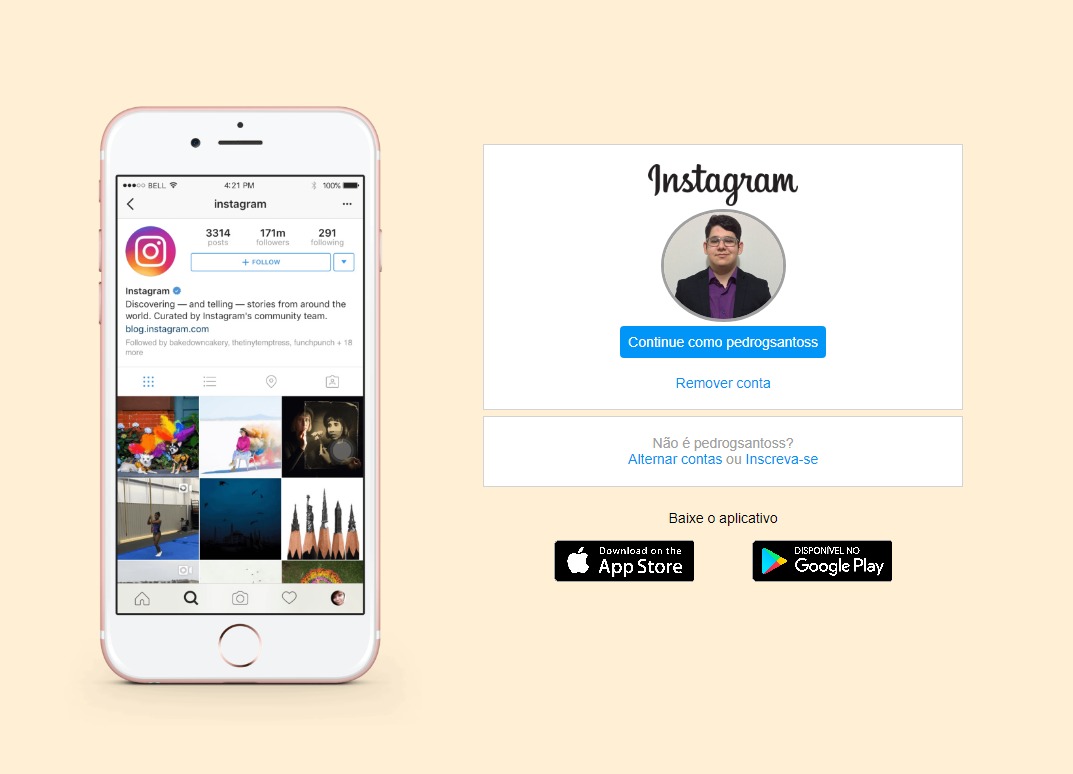 BELL
4:21 PM
100%
instagram
3314
posts
171m
followers
291
following
+ FOLLOW
Instagram
Discovering — and telling — stories from around the
world. Curated by Instagram's community team.
blog.instagram.com
Followed by bakedowncakery, thetinytemptress, funchpunch + 18
more
Instagram
Continue como pedrogsantoss
Remover conta
Não é pedrogsantoss?
Alternar contas ou Inscreva-se
Baixe o aplicativo
Download on the
App Store
DISPONÍVEL NO
Google Play